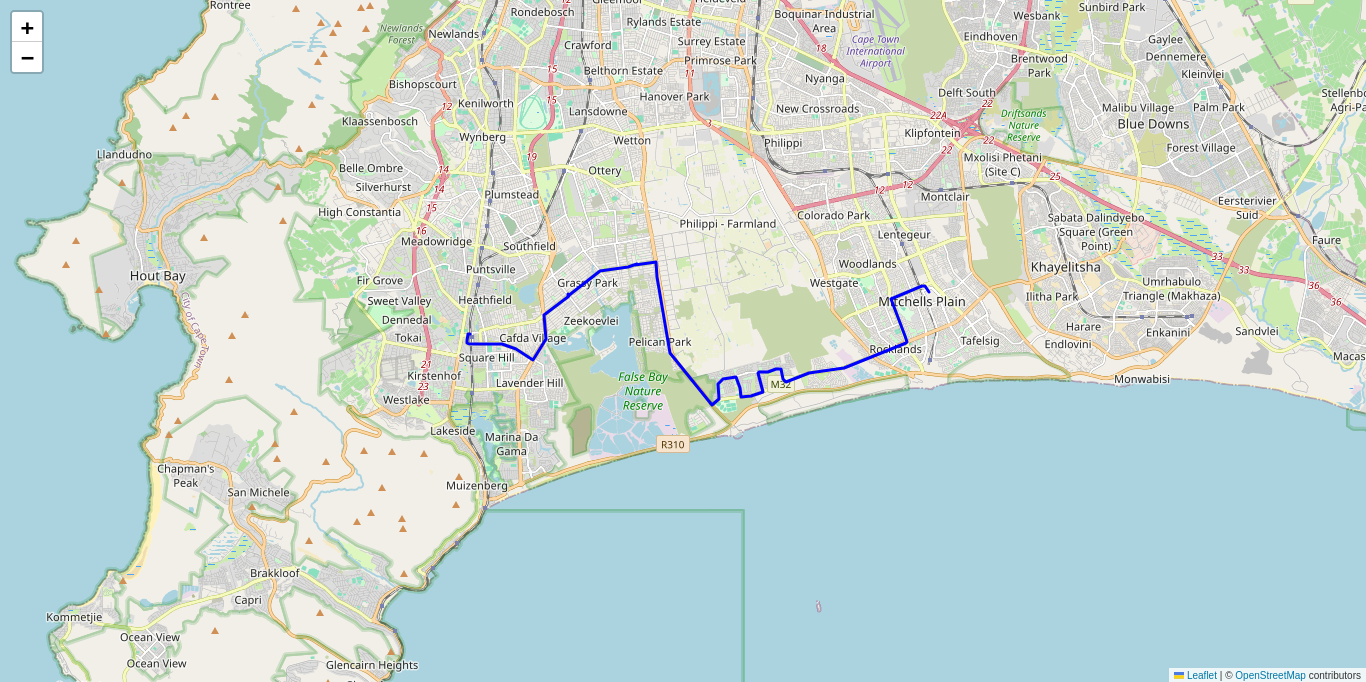 +
−
Rontree
Rondebosch
Gleemoor
Heideveld
Boquinar Industrial
Area
Sunbird Park
Wesbank
Newlands
Newlands
Forest
Rylands Estate
Eindhoven
Crawford
Surrey Estate
18
Cape Town
International
Airport
Gaylee
Dennemere
Primrose Park
Brentwood
Park
Kleinvlei
15
Belthorn Estate
11
Nyanga
Bishopscourt
Hanover Park
Delft South
Stellenbo
Agri-Pa
Kenilworth
Lansdowne
New Crossroads
22
Malibu Village
Palm Park
Klaassenbosch
22A
Driftsands
Nature
Reserve
Blue Downs
Wynberg
Wetton
3
Philippi
Klipfontein
22
22
Forest Village
Llandudno
19
Mxolisi Phetani
(Site C)
14
Belle Ombre
Ottery
25
Silverhurst
14
12
12
Plumstead
Montclair
Eersterivier
Suid
High Constantia
15
Colorado Park
Sabata Dalindyebo
Square (Green
Point)
16
Philippi - Farmland
Lentegeur
Meadowridge
Southfield
Faure
33
Hout Bay
Puntsville
Woodlands
Khayelitsha
33
Fir Grove
Grassy Park
Westgate
Umrhabulo
Triangle (Makhaza)
36
36
City of Cape Town
Sweet Valley
Heathfield
Mitchells Plain
Ilitha Park
Dennedal
Zeekoevlei
Harare
Enkanini
Sandvlei
Tokai
Cafda Village
Pelican Park
Rocklands
Tafelsig
Endlovini
Macas
Square Hill
21
Kirstenhof
23
False Bay
Nature
Reserve
Lavender Hill
M32
Monwabisi
Westlake
Lakeside
Marina Da
Gama
R310
Chapman's
Peak
San Michele
Muizenberg
Brakkloof
Capri
Kommetjie
Ocean View
Ocean View
Glencairn Heights
Leaflet | © OpenStreetMap contributors